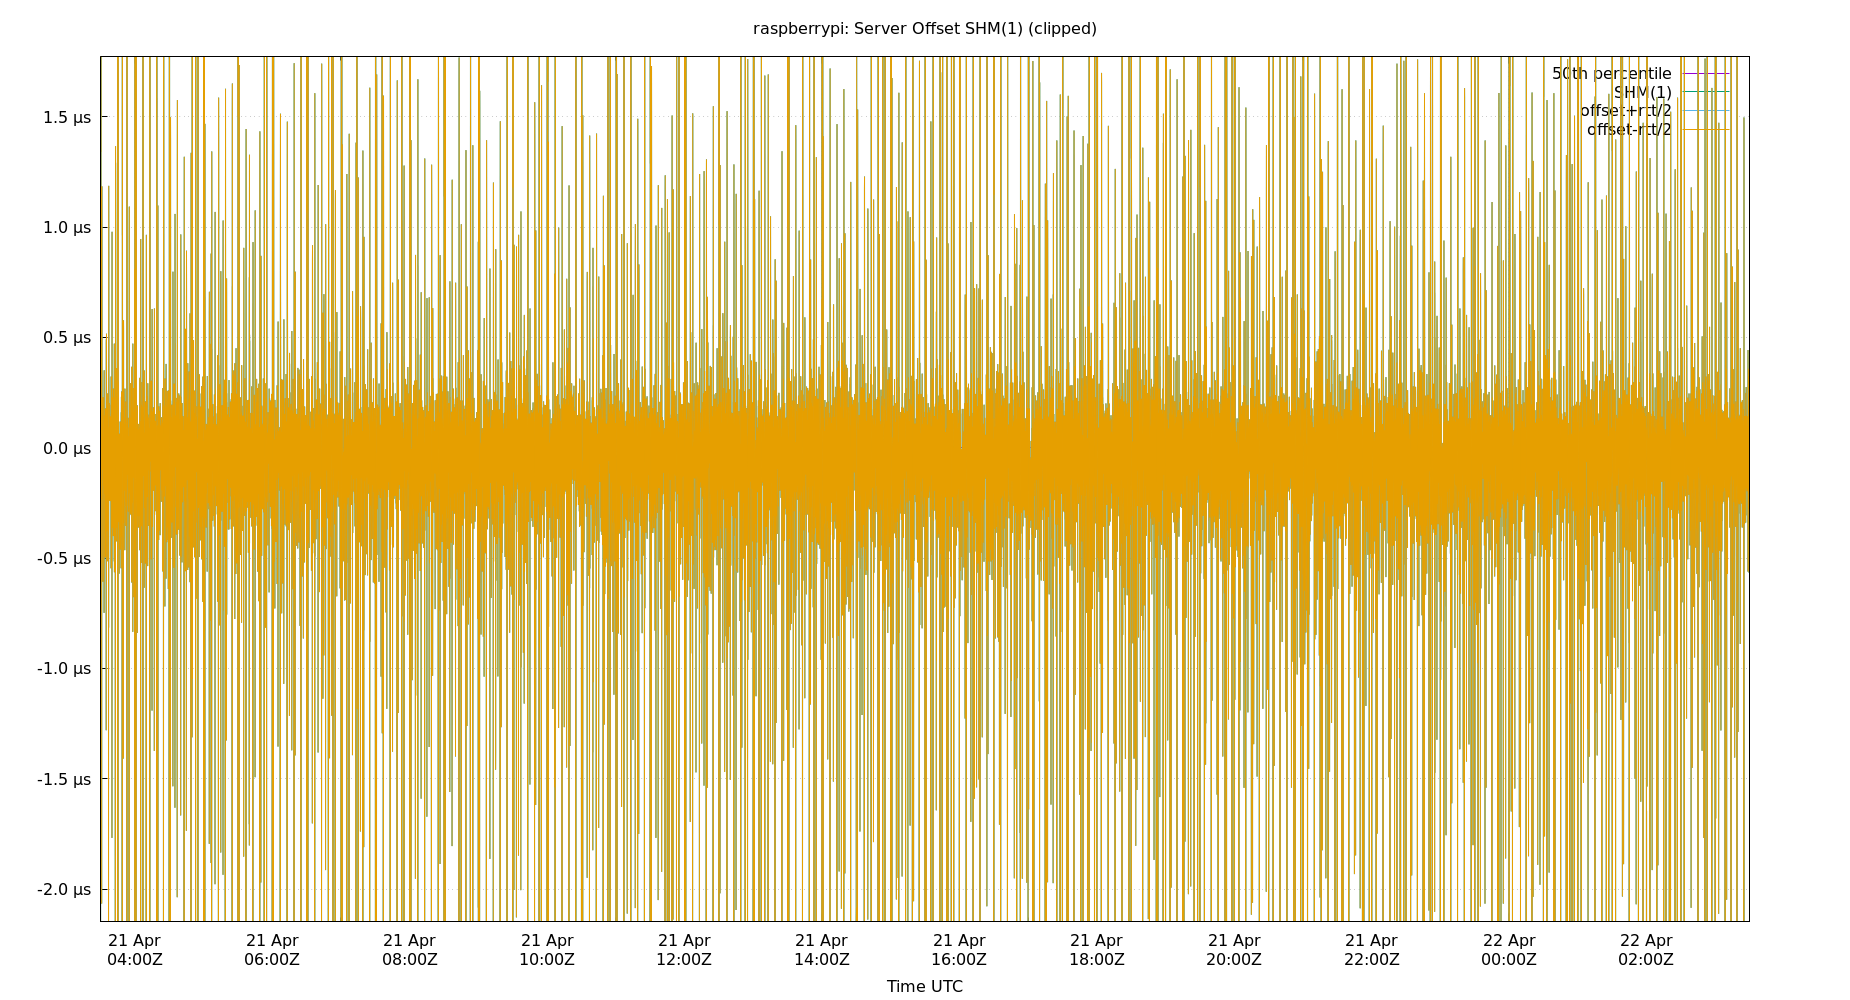 raspberrypi: Server Offset SHM(1) (clipped)
50th percentile
SHM(1)
offset+rtt/2
offset-rtt/2
1.5 µs
1.0 µs
0.5 µs
0.0 µs
-0.5 µs
-1.0 µs
-1.5 µs
-2.0 µs
21 Apr 21 Apr 21 Apr 21 Apr 21 Apr 21 Apr 21 Apr 21 Apr 21 Apr 21 Apr 22 Apr 22 Apr
04:00Z 06:00Z 08:00Z 10:00Z 12:00Z 14:00Z 16:00Z 18:00Z 20:00Z 22:00Z 00:00Z 02:00Z
Time UTC